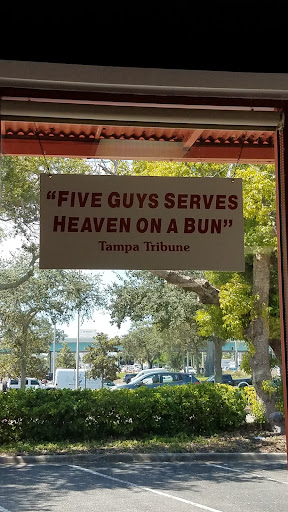 “FIVE GUYS SERVES
HEAVEN ON A BUN”
Tampa Tribune